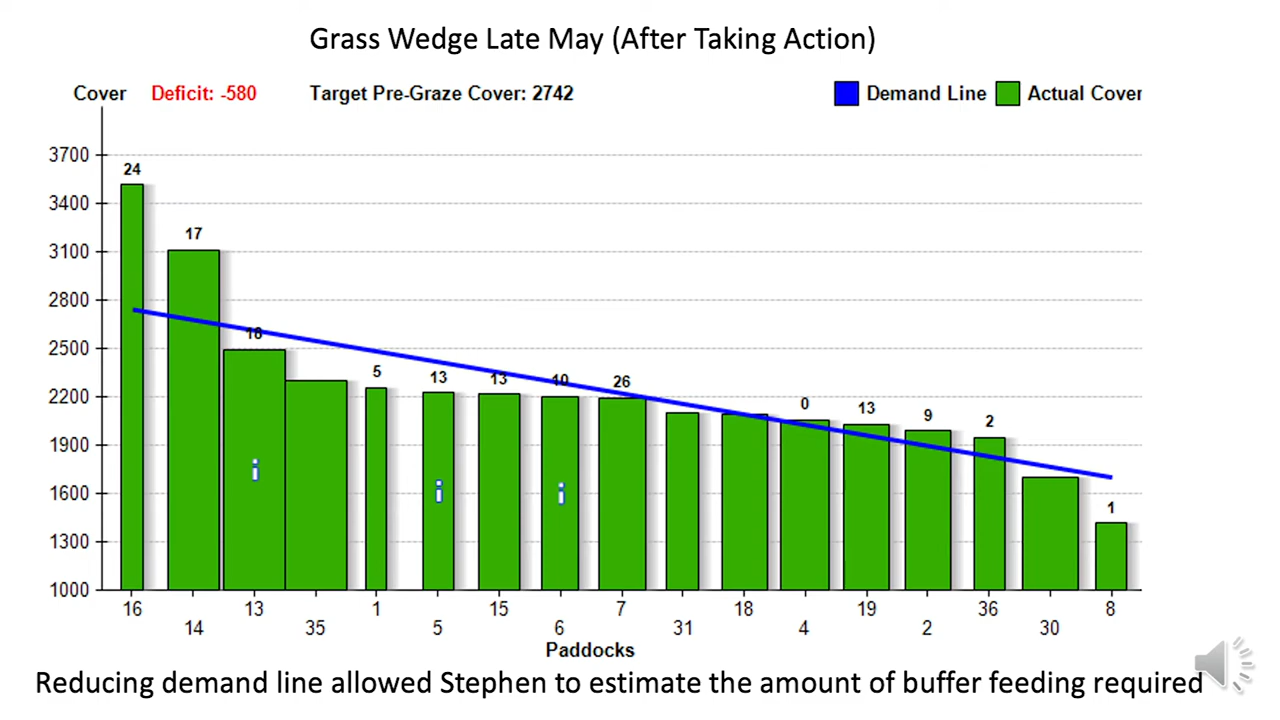 Grass Wedge Late May (After Taking Action)
Cover Deficit: -580 Target Pre-Graze Cover: 2742 Demand Line Actual Cover
3700
3400
3100
2800
2500
2200
1900
1600
1300
1000
24
17
18
5
13
13
10
26
0
13
9
2
1
i
i
i
16 13 1 15 7 18 19 36 8
14 35 5 6 31 4 2 30
Paddocks
Reducing demand line allowed Stephen to estimate the amount of buffer feeding required